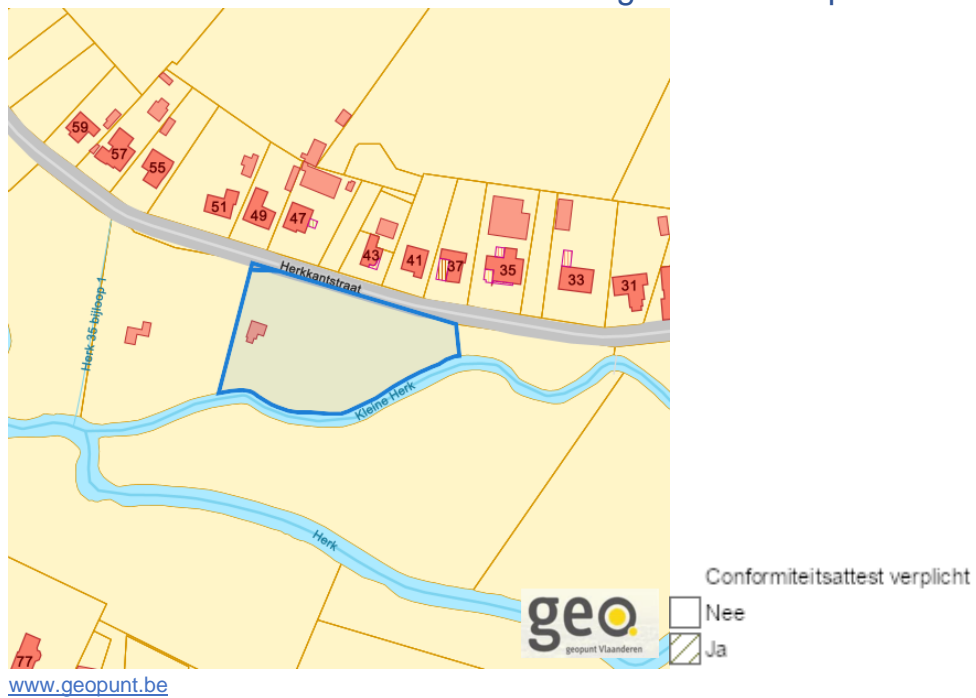 59
57
55
51
49
47
43
41
37
35
33
31
Herkkantstraat
Herk 35 bijloop 1
Kleine Herk
Herk
77
geo.
geopunt Vlaanderen
Conformiteitsattest verplicht
Nee
Ja
www.geopunt.be